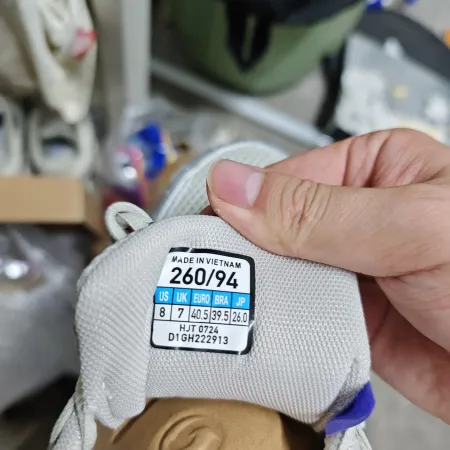 MADE IN VIETNAM
260/94
US UK EURO BRA JP
8 7 40.5 39.5 26.0
HJT 0724
D1GH222913